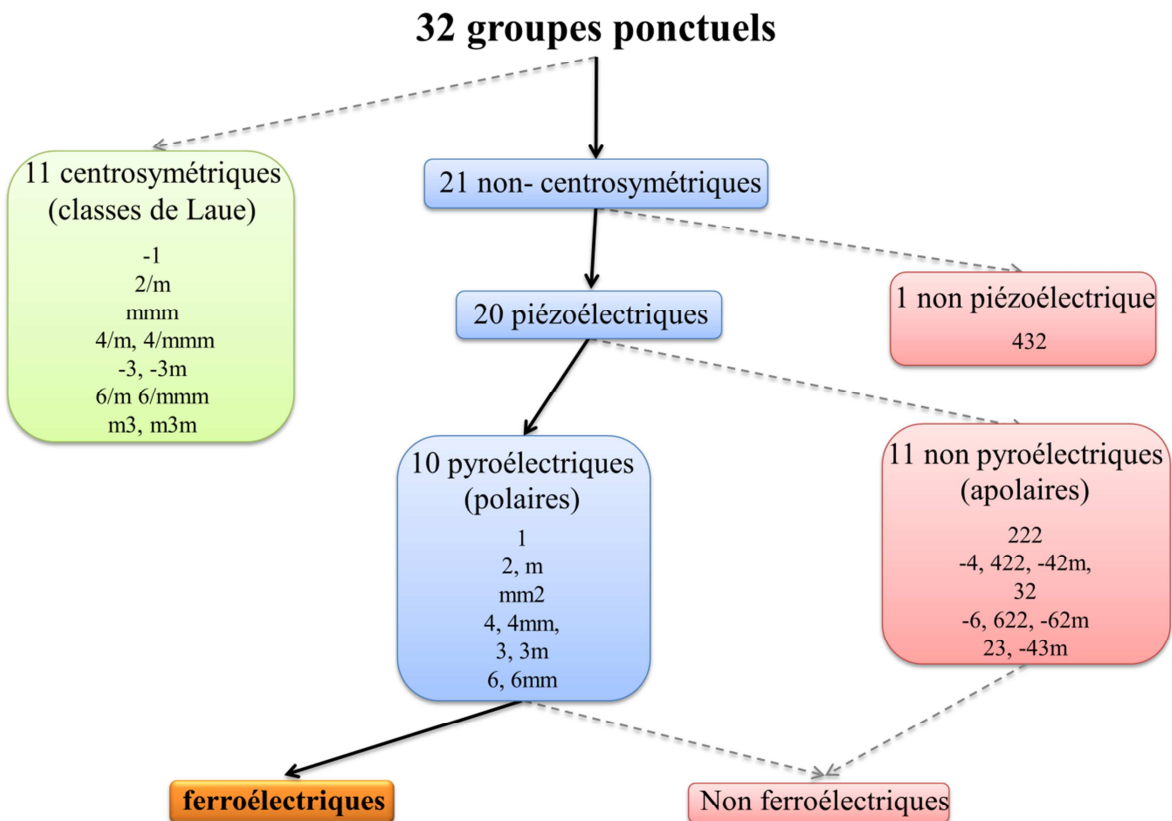 32 groupes ponctuels
11 centrosymétriques
(classes de Laue)
-1
2/m
mmm
4/m, 4/mmm
-3, -3m
6/m 6/mmm
m3, m3m
21 non- centrosymétriques
20 piézoélectriques
1 non piézoélectrique
432
10 pyroélectriques
(polaires)
1
2, m
mm2
4, 4mm,
3, 3m
6, 6mm
11 non pyroélectriques
(apolaires)
222
-4, 422, -42m,
32
-6, 622, -62m
23, -43m
ferroélectriques
Non ferroélectriques